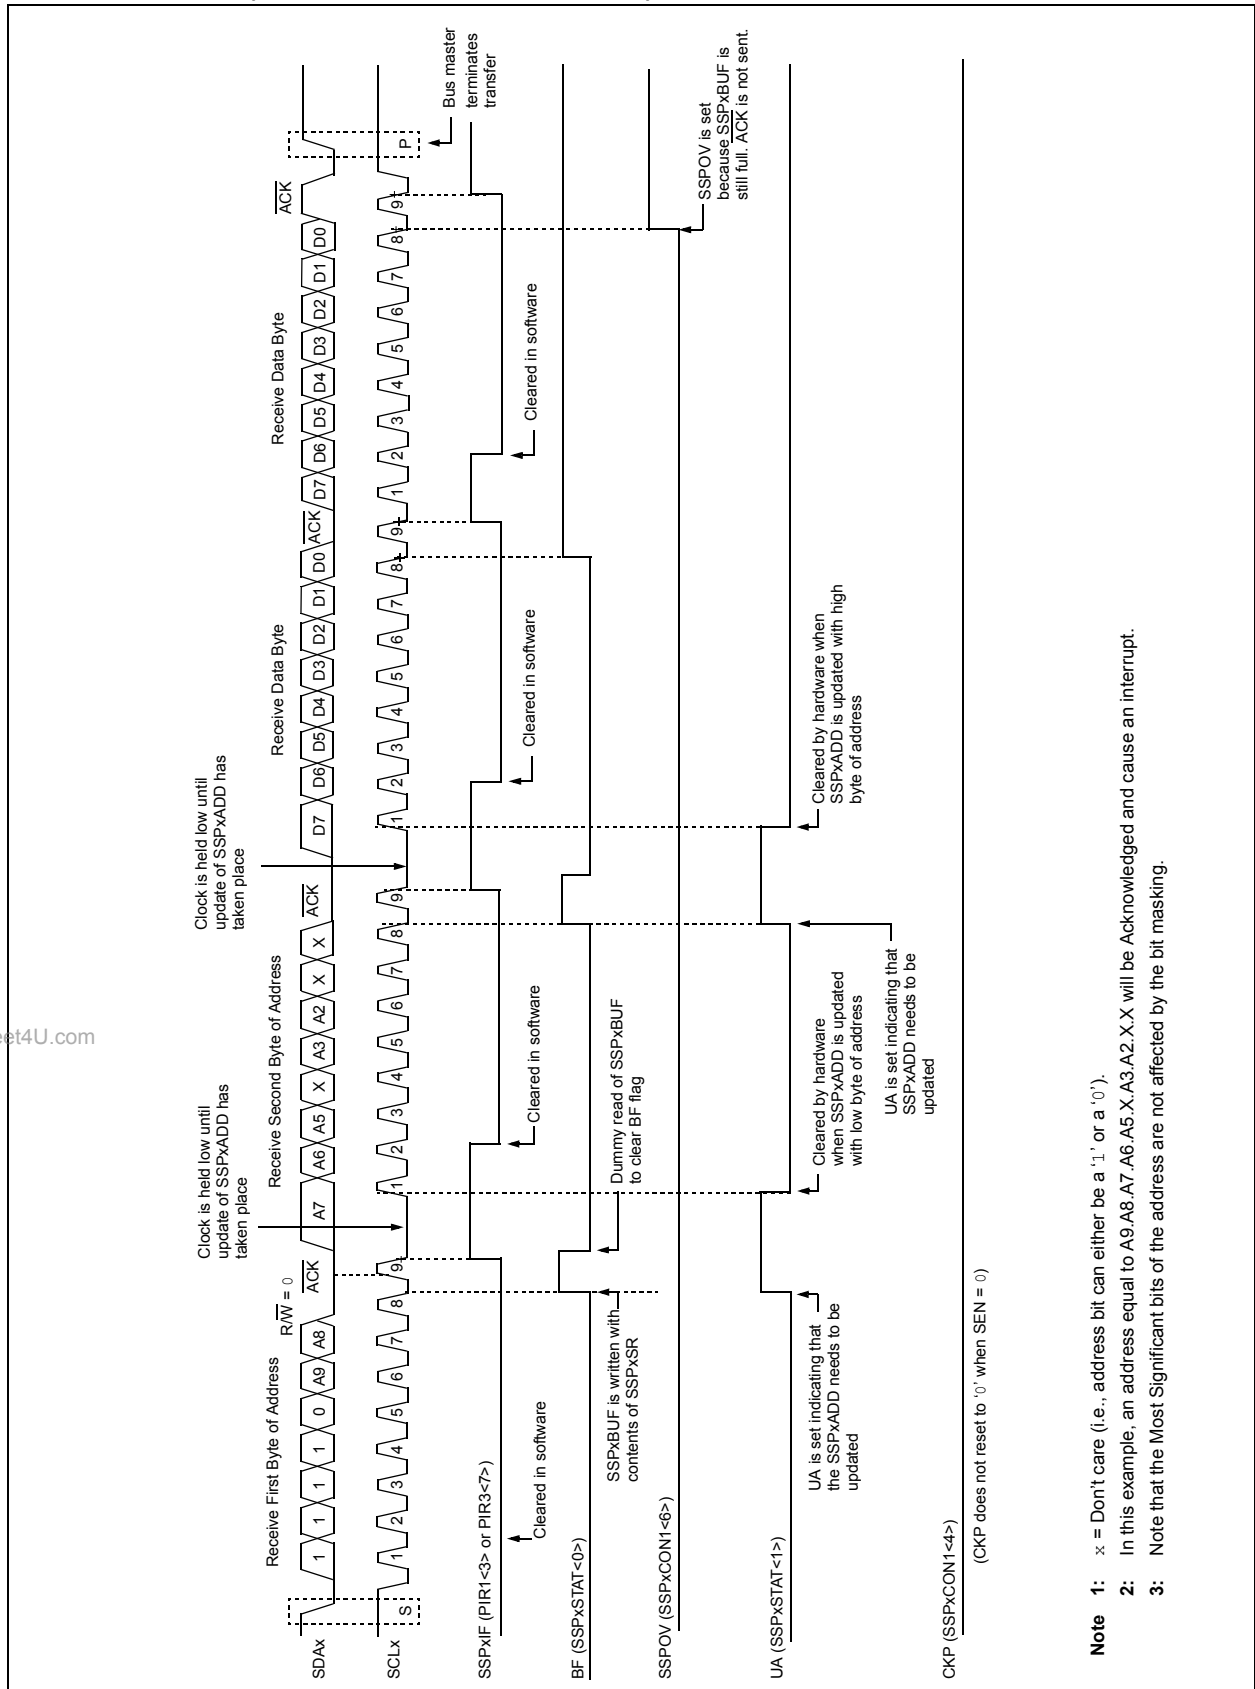 Receive First Byte of Address
R/W = 0
ACK
Clock is held low until
update of SSPxADD has
taken place
Receive Second Byte of Address
ACK
Clock is held low until
update of SSPxADD has
taken place
Receive Data Byte
ACK
Receive Data Byte
ACK
SDAx
1 1 1 1 0 A9 A8
A7 A6 A5 X A3 A2 X X
D7 D6 D5 D4 D3 D2 D1 D0
D7 D6 D5 D4 D3 D2 D1 D0
SCLx
S
1 2 3 4 5 6 7 8 9
1 2 3 4 5 6 7 8 9
1 2 3 4 5 6 7 8 9
1 2 3 4 5 6 7 8 9
P
Bus master
terminates
transfer
SSPxIF (PIR1<3> or PIR3<7>)
Cleared in software
Cleared in software
Cleared in software
Cleared in software
BF (SSPxSTAT<0>)
SSPxBUF is written with
contents of SSPxSR
Dummy read of SSPxBUF
to clear BF flag
SSPOV (SSPxCON1<6>)
SSPOV is set
because SSPxBUF is
still full. ACK is not sent.
UA (SSPxSTAT<1>)
UA is set indicating that
the SSPxADD needs to be
updated
Cleared by hardware
when SSPxADD is updated
with low byte of address
UA is set indicating that
SSPxADD needs to be
updated
Cleared by hardware when
SSPxADD is updated with high
byte of address
CKP (SSPxCON1<4>)
(CKP does not reset to ‘0’ when SEN = 0)
Note 1: x = Don’t care (i.e., address bit can either be a ‘1’ or a ‘0’).
2: In this example, an address equal to A9.A8.A7.A6.A5.X.A3.A2.X.X will be Acknowledged and cause an interrupt.
3: Note that the Most Significant bits of the address are not affected by the bit masking.
et4U.com